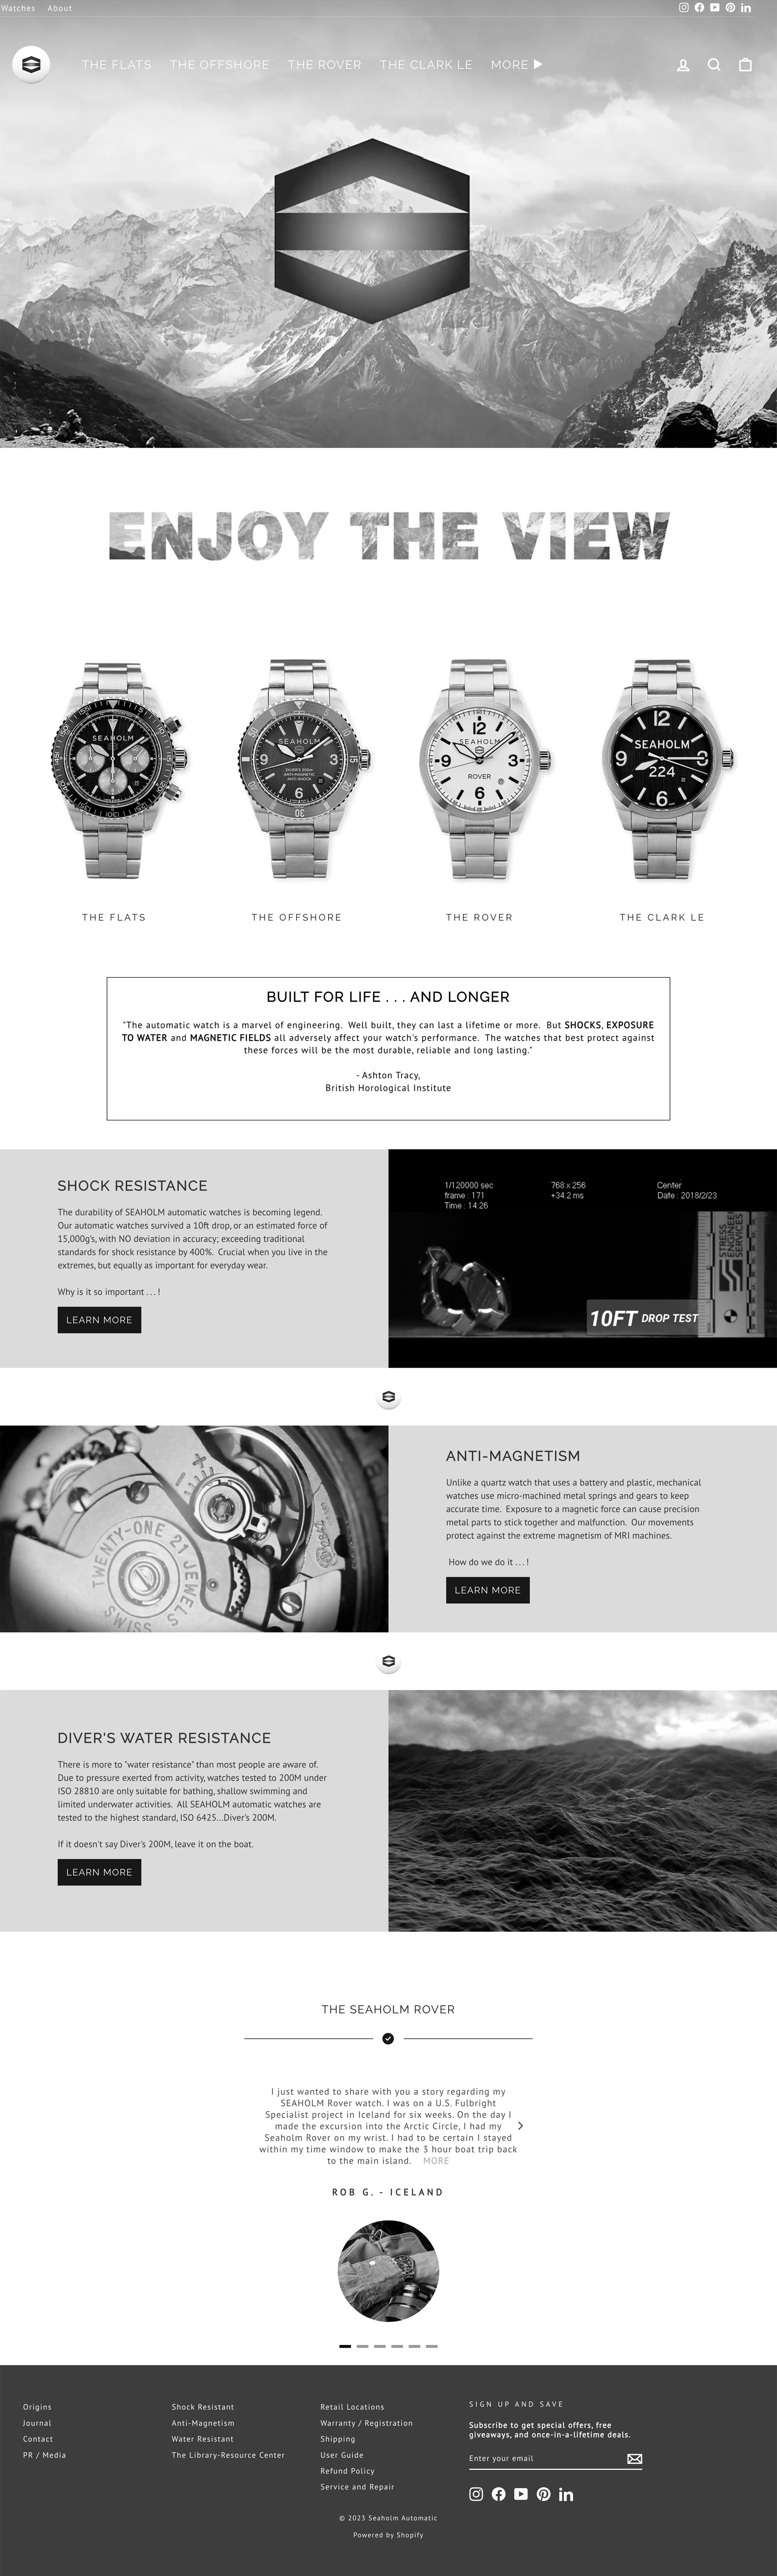 Watches About
THE FLATS THE OFFSHORE THE ROVER THE CLARK LE MORE
ENJOY THE VIEW
SEAHOLM
SEAHOLM
DIVER'S 200M
ANTI-MAGNETIC
ANTI-SHOCK
9 3
6
SEAHOLM
12
9 3
ROVER
6
12
SEAHOLM
9 3
224
6
THE FLATS THE OFFSHORE THE ROVER THE CLARK LE
BUILT FOR LIFE . . . AND LONGER
"The automatic watch is a marvel of engineering. Well built, they can last a lifetime or more. But SHOCKS, EXPOSURE
TO WATER and MAGNETIC FIELDS all adversely affect your watch's performance. The watches that best protect against
these forces will be the most durable, reliable and long lasting."
- Ashton Tracy,
British Horological Institute
SHOCK RESISTANCE
The durability of SEAHOLM automatic watches is becoming legend.
Our automatic watches survived a 10ft drop, or an estimated force of
15,000g's, with NO deviation in accuracy; exceeding traditional
standards for shock resistance by 400%. Crucial when you live in the
extremes, but equally as important for everyday wear.
Why is it so important . . . !
LEARN MORE
1/120000 sec 768 x 256 Center
frame : 171 +34.2 ms Date : 2018/2/23
Time : 14:26
STRESS
ENGINEERING
SERVICES
10FT DROP TEST
TWENTY-ONE 21 JEWELS
SWISS
ANTI-MAGNETISM
Unlike a quartz watch that uses a battery and plastic, mechanical
watches use micro-machined metal springs and gears to keep
accurate time. Exposure to a magnetic force can cause precision
metal parts to stick together and malfunction. Our movements
protect against the extreme magnetism of MRI machines.
How do we do it . . . !
LEARN MORE
DIVER'S WATER RESISTANCE
There is more to "water resistance" than most people are aware of.
Due to pressure exerted from activity, watches tested to 200M under
ISO 28810 are only suitable for bathing, shallow swimming and
limited underwater activities. All SEAHOLM automatic watches are
tested to the highest standard, ISO 6425...Diver's 200M.
If it doesn't say Diver's 200M, leave it on the boat.
LEARN MORE
THE SEAHOLM ROVER
I just wanted to share with you a story regarding my
SEAHOLM Rover watch. I was on a U.S. Fulbright
Specialist project in Iceland for six weeks. On the day I
made the excursion into the Arctic Circle, I had my
Seaholm Rover on my wrist. I had to be certain I stayed
within my time window to make the 3 hour boat trip back
to the main island. MORE
ROB G. - ICELAND
Origins
Journal
Contact
PR / Media
Shock Resistant
Anti-Magnetism
Water Resistant
The Library-Resource Center
Retail Locations
Warranty / Registration
Shipping
User Guide
Refund Policy
Service and Repair
SIGN UP AND SAVE
Subscribe to get special offers, free
giveaways, and once-in-a-lifetime deals.
Enter your email
© 2023 Seaholm Automatic
Powered by Shopify